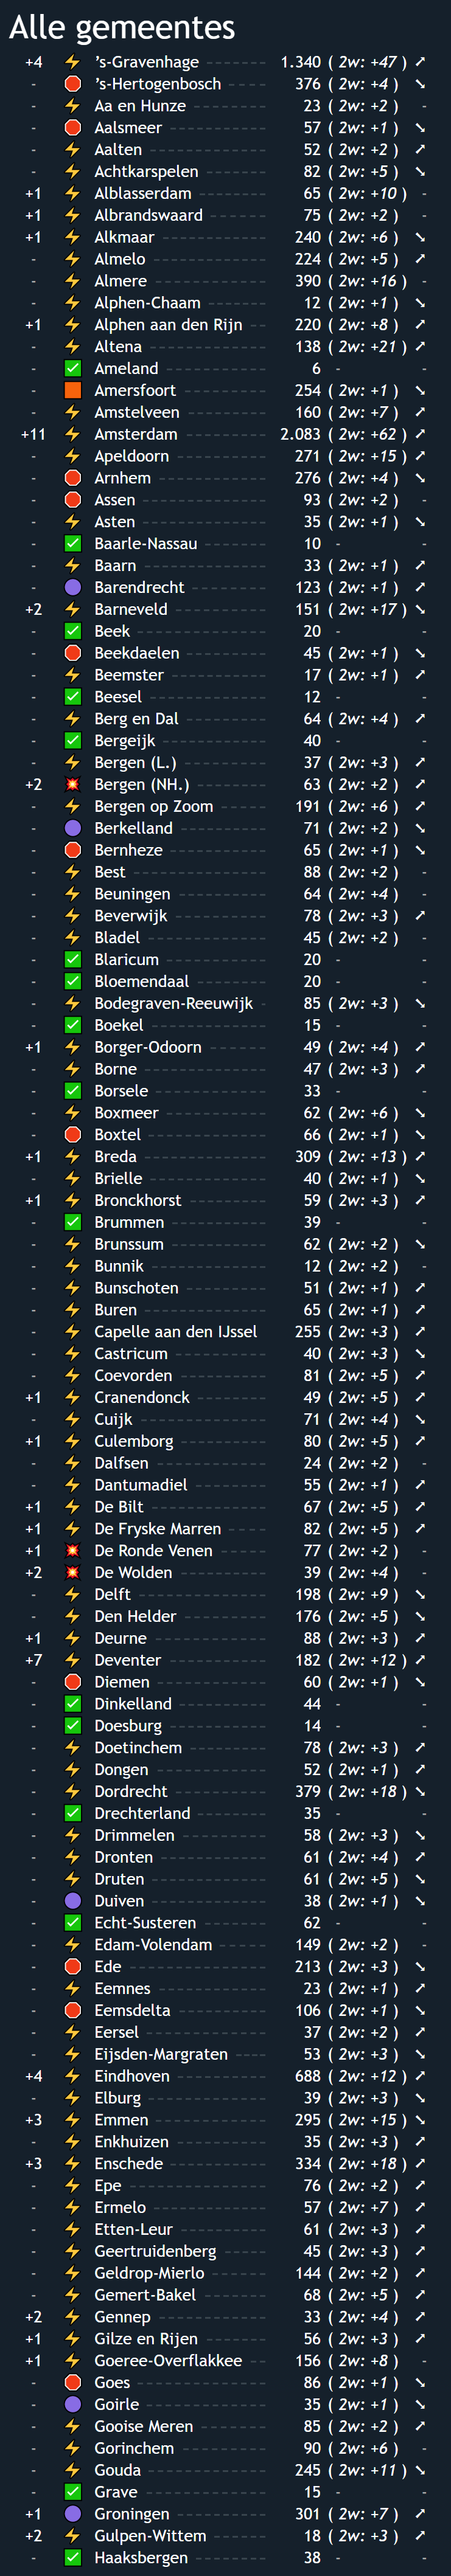 Alle gemeentes
+4 ’s-Gravenhage 1.340 ( 2w: +47 )
- ’s-Hertogenbosch 376 ( 2w: +4 )
- Aa en Hunze 23 ( 2w: +2 ) -
- Aalsmeer 57 ( 2w: +1 )
- Aalten 52 ( 2w: +2 )
- Achtkarspelen 82 ( 2w: +5 )
+1 Alblasserdam 65 ( 2w: +10 ) -
+1 Albrandswaard 75 ( 2w: +2 ) -
+1 Alkmaar 240 ( 2w: +6 )
- Almelo 224 ( 2w: +5 )
- Almere 390 ( 2w: +16 ) -
- Alphen-Chaam 12 ( 2w: +1 )
+1 Alphen aan den Rijn 220 ( 2w: +8 )
- Altena 138 ( 2w: +21 )
- Ameland 6 - -
- Amersfoort 254 ( 2w: +1 )
- Amstelveen 160 ( 2w: +7 )
+11 Amsterdam 2.083 ( 2w: +62 )
- Apeldoorn 271 ( 2w: +15 )
- Arnhem 276 ( 2w: +4 )
- Assen 93 ( 2w: +2 ) -
- Asten 35 ( 2w: +1 )
- Baarle-Nassau 10 - -
- Baarn 33 ( 2w: +1 )
- Barendrecht 123 ( 2w: +1 )
+2 Barneveld 151 ( 2w: +17 )
- Beek 20 - -
- Beekdaelen 45 ( 2w: +1 )
- Beemster 17 ( 2w: +1 )
- Beesel 12 - -
- Berg en Dal 64 ( 2w: +4 )
- Bergeijk 40 - -
- Bergen (L.) 37 ( 2w: +3 )
+2 Bergen (NH.) 63 ( 2w: +2 )
- Bergen op Zoom 191 ( 2w: +6 )
- Berkelland 71 ( 2w: +2 )
- Bernheze 65 ( 2w: +1 )
- Best 88 ( 2w: +2 ) -
- Beuningen 64 ( 2w: +4 ) -
- Beverwijk 78 ( 2w: +3 )
- Bladel 45 ( 2w: +2 ) -
- Blaricum 20 - -
- Bloemendaal 20 - -
- Bodegraven-Reeuwijk 85 ( 2w: +3 )
- Boekel 15 - -
+1 Borger-Odoorn 49 ( 2w: +4 )
- Borne 47 ( 2w: +3 )
- Borsele 33 - -
- Boxmeer 62 ( 2w: +6 )
- Boxtel 66 ( 2w: +1 )
+1 Breda 309 ( 2w: +13 )
- Brielle 40 ( 2w: +1 )
+1 Bronckhorst 59 ( 2w: +3 )
- Brummen 39 - -
- Brunssum 62 ( 2w: +2 )
- Bunnik 12 ( 2w: +2 ) -
- Bunschoten 51 ( 2w: +1 )
- Buren 65 ( 2w: +1 )
- Capelle aan den IJssel 255 ( 2w: +3 )
- Castricum 40 ( 2w: +3 )
- Coevorden 81 ( 2w: +5 )
+1 Cranendonck 49 ( 2w: +5 )
- Cuijk 71 ( 2w: +4 )
+1 Culemborg 80 ( 2w: +5 )
- Dalfsen 24 ( 2w: +2 ) -
- Dantumadiel 55 ( 2w: +1 )
+1 De Bilt 67 ( 2w: +5 )
+1 De Fryske Marren 82 ( 2w: +5 )
+1 De Ronde Venen 77 ( 2w: +2 ) -
+2 De Wolden 39 ( 2w: +4 ) -
- Delft 198 ( 2w: +9 )
- Den Helder 176 ( 2w: +5 )
+1 Deurne 88 ( 2w: +3 )
+7 Deventer 182 ( 2w: +12 )
- Diemen 60 ( 2w: +1 )
- Dinkelland 44 - -
- Doesburg 14 - -
- Doetinchem 78 ( 2w: +3 )
- Dongen 52 ( 2w: +1 )
- Dordrecht 379 ( 2w: +18 )
- Drechterland 35 - -
- Drimmelen 58 ( 2w: +3 )
- Dronten 61 ( 2w: +4 )
- Druten 61 ( 2w: +5 )
- Duiven 38 ( 2w: +1 )
- Echt-Susteren 62 - -
- Edam-Volendam 149 ( 2w: +2 ) -
- Ede 213 ( 2w: +3 )
- Eemnes 23 ( 2w: +1 )
- Eemsdelta 106 ( 2w: +1 )
- Eersel 37 ( 2w: +2 )
- Eijsden-Margraten 53 ( 2w: +3 )
+4 Eindhoven 688 ( 2w: +12 )
- Elburg 39 ( 2w: +3 )
+3 Emmen 295 ( 2w: +15 )
- Enkhuizen 35 ( 2w: +3 )
+3 Enschede 334 ( 2w: +18 )
- Epe 76 ( 2w: +2 )
- Ermelo 57 ( 2w: +7 )
- Etten-Leur 61 ( 2w: +3 )
- Geertruidenberg 45 ( 2w: +3 )
- Geldrop-Mierlo 144 ( 2w: +2 )
- Gemert-Bakel 68 ( 2w: +5 )
+2 Gennep 33 ( 2w: +4 )
+1 Gilze en Rijen 56 ( 2w: +3 )
+1 Goeree-Overflakkee 156 ( 2w: +8 ) -
- Goes 86 ( 2w: +1 )
- Goirle 35 ( 2w: +1 )
- Gooise Meren 85 ( 2w: +2 )
- Gorinchem 90 ( 2w: +6 ) -
- Gouda 245 ( 2w: +11 )
- Grave 15 - -
+1 Groningen 301 ( 2w: +7 )
+2 Gulpen-Wittem 18 ( 2w: +3 )
- Haaksbergen 38 - -